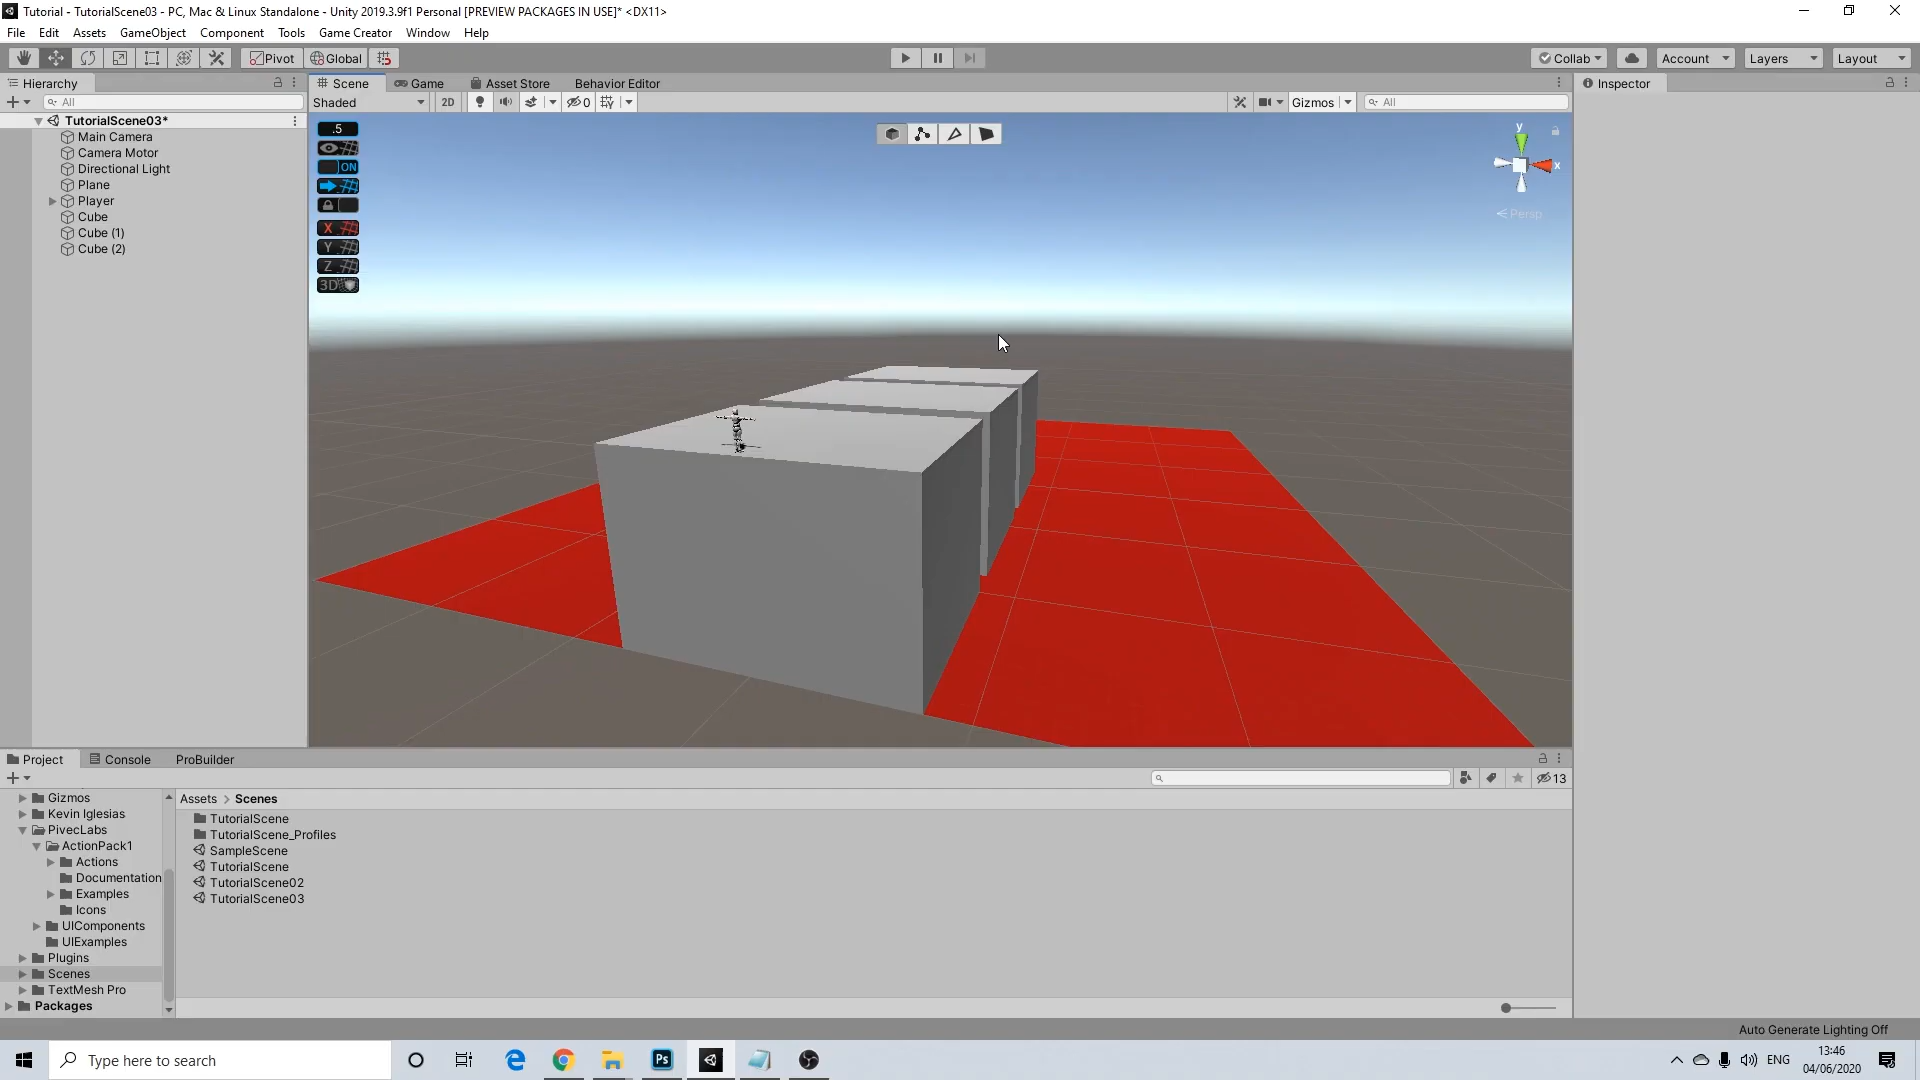 Tutorial - TutorialScene03 - PC, Mac & Linux Standalone - Unity 2019.3.9f1 Personal [PREVIEW PACKAGES IN USE]* <DX11>
File Edit Assets GameObject Component Tools Game Creator Window Help
Pivot Global Collab Account Layers Layout
Hierarchy Scene Game Asset Store Behavior Editor Inspector
All Shaded 2D 0 Gizmos All
TutorialScene03*
Main Camera
Camera Motor
Directional Light
Plane
Player
Cube
Cube (1)
Cube (2)
.5
ON
X
Y
Z
3D
y
x
Persp
Project Console ProBuilder
13
Gizmos
Kevin Iglesias
PivecLabs
ActionPack1
Actions
Documentation
Examples
Icons
UIComponents
UIExamples
Plugins
Scenes
TextMesh Pro
Packages
Assets > Scenes
TutorialScene
TutorialScene_Profiles
SampleScene
TutorialScene
TutorialScene02
TutorialScene03
Auto Generate Lighting Off
Type here to search
Ps
ENG
13:46
04/06/2020